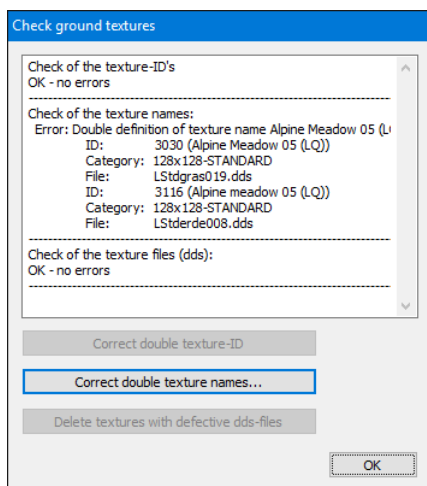 Check ground textures
Check of the texture-ID's
OK - no errors
Check of the texture names:
Error: Double definition of texture name Alpine Meadow 05 (L
ID: 3030 (Alpine Meadow 05 (LQ))
Category: 128x128-STANDARD
File: LStdgras019.dds
ID: 3116 (Alpine meadow 05 (LQ))
Category: 128x128-STANDARD
File: LStderde008.dds
Check of the texture files (dds):
OK - no errors
Correct double texture-ID
Correct double texture names...
Delete textures with defective dds-files
OK